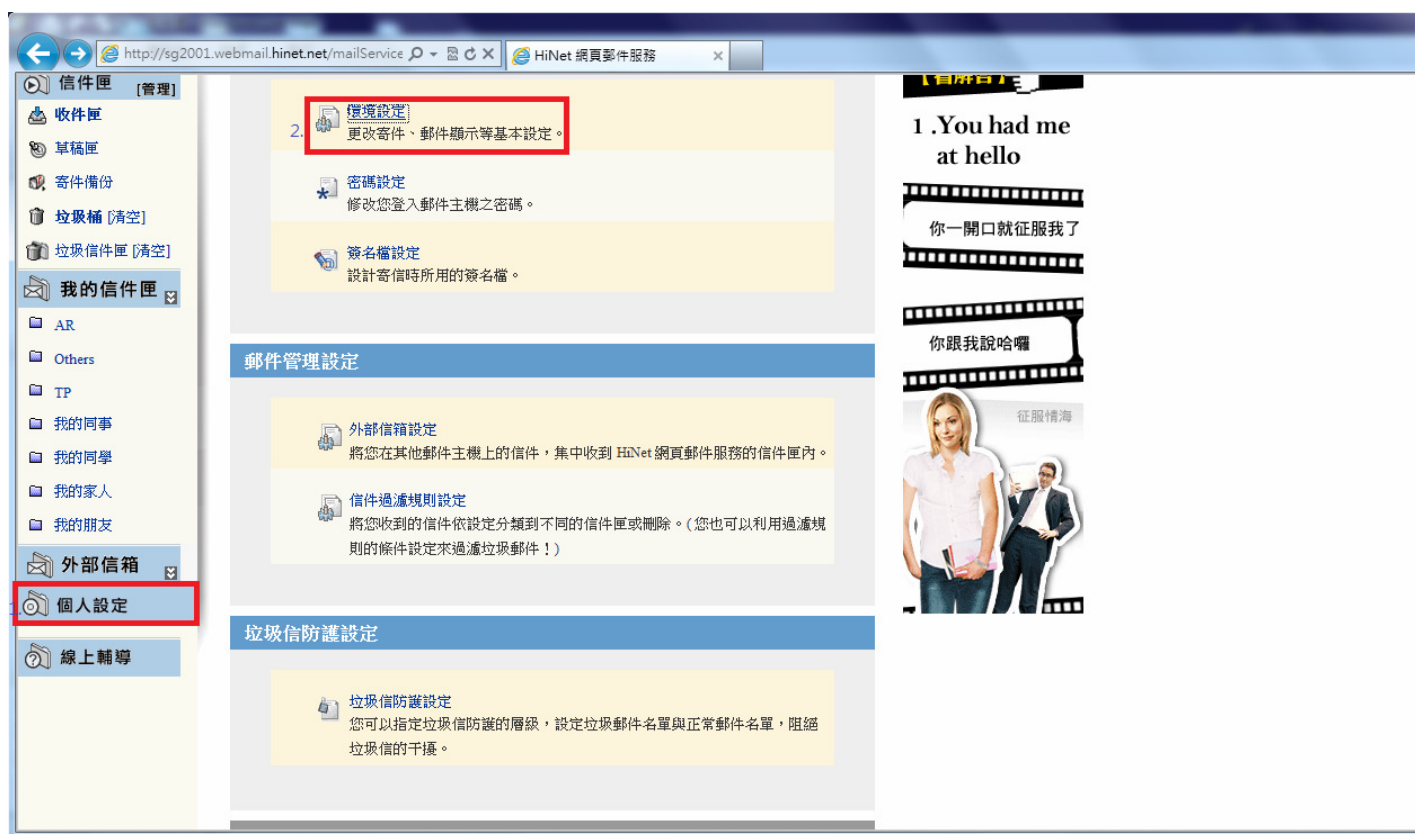 http://sg2001.webmail.hinet.net/mailService
HiNet 網頁郵件服務
信件匣 [管理]
收件匣
草稿匣
寄件備份
垃圾桶 [清空]
垃圾信件匣 [清空]
我的信件匣
AR
Others
TP
我的同事
我的同學
我的家人
我的朋友
外部信箱
個人設定
線上輔導
2.
環境設定
更改寄件、郵件顯示等基本設定。
密碼設定
修改您登入郵件主機之密碼。
簽名檔設定
設計寄信時所用的簽名檔。
郵件管理設定
外部信箱設定
將您在其他郵件主機上的信件，集中收到 HiNet 網頁郵件服務的信件匣內。
信件過濾規則設定
將您收到的信件依設定分類到不同的信件匣或刪除。(您也可以利用過濾規
則的條件設定來過濾垃圾郵件！)
垃圾信防護設定
垃圾信防護設定
您可以指定垃圾信防護的層級，設定垃圾郵件名單與正常郵件名單，阻絕
垃圾信的干擾。
1 .You had me
at hello
你一開口就征服我了
你跟我說哈囉
征服情海